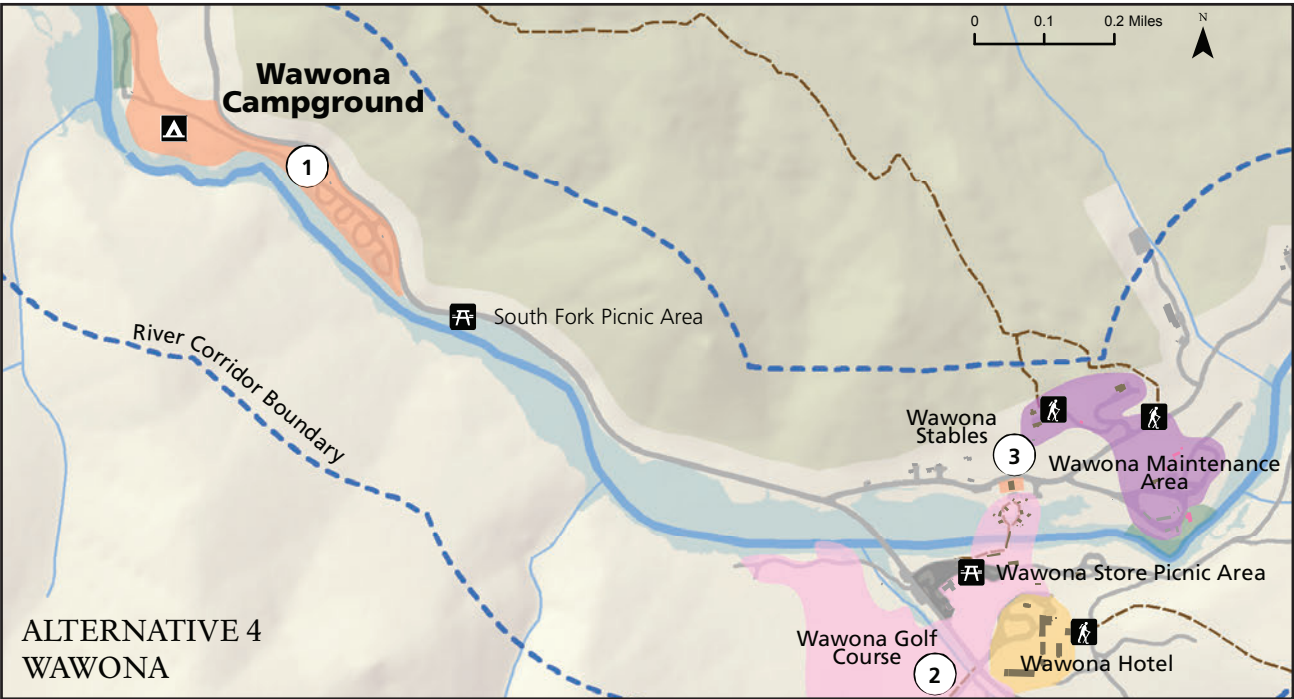 0 0.1 0.2 Miles
N
Wawona
Campground
1
South Fork Picnic Area
River Corridor Boundary
Wawona
Stables
3
Wawona Maintenance
Area
Wawona Store Picnic Area
Wawona Golf
Course
2
Wawona Hotel
ALTERNATIVE 4
WAWONA